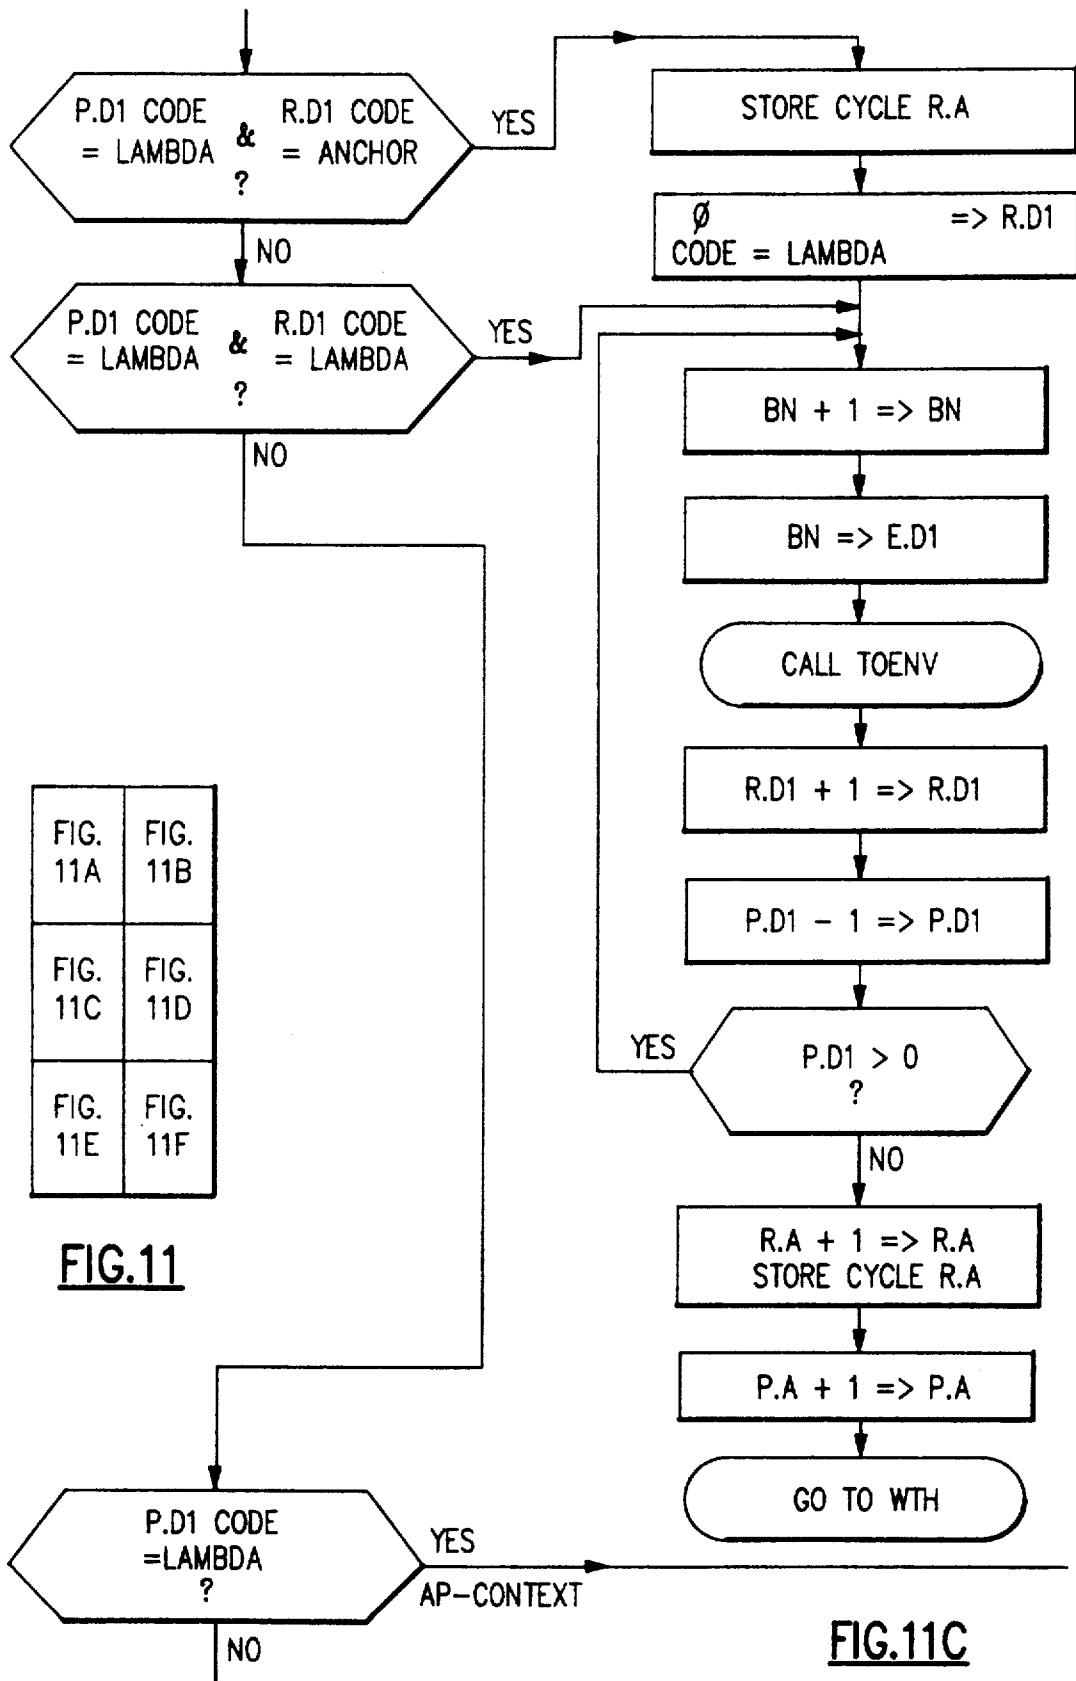 P.D1 CODE = LAMBDA & R.D1 CODE = ANCHOR ?
YES
NO
STORE CYCLE R.A
Ø => R.D1
CODE = LAMBDA
P.D1 CODE = LAMBDA & R.D1 CODE = LAMBDA ?
YES
NO
BN + 1 => BN
BN => E.D1
CALL TOENV
R.D1 + 1 => R.D1
P.D1 - 1 => P.D1
P.D1 > 0
?
YES
NO
R.A + 1 => R.A
STORE CYCLE R.A
P.A + 1 => P.A
GO TO WTH
FIG. 11A
FIG. 11B
FIG. 11C
FIG. 11D
FIG. 11E
FIG. 11F
FIG.11
P.D1 CODE
=LAMBDA
?
YES
AP-CONTEXT
NO
FIG.11C